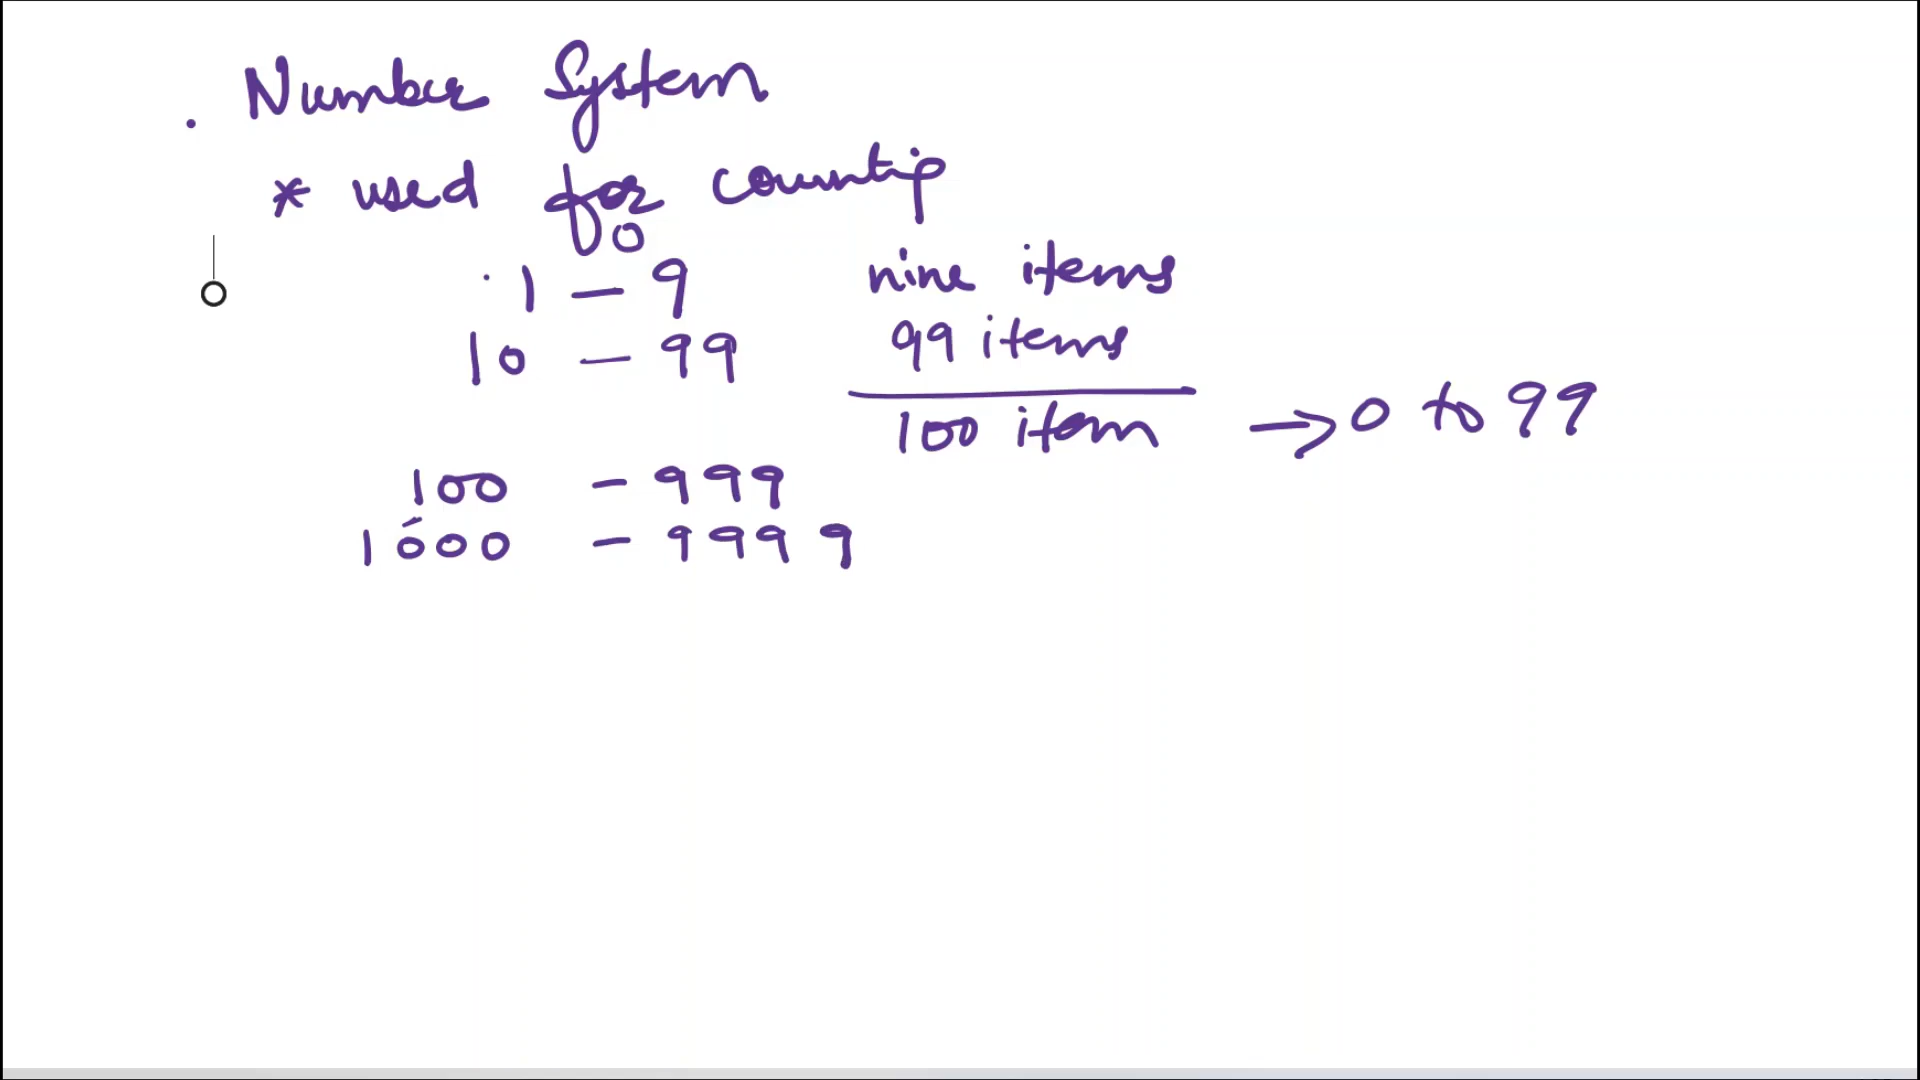 . Number System
* used for counting
0
1 – 9 nine items
10 – 99 99 items
100 item → 0 to 99
100 – 999
1000 – 9999